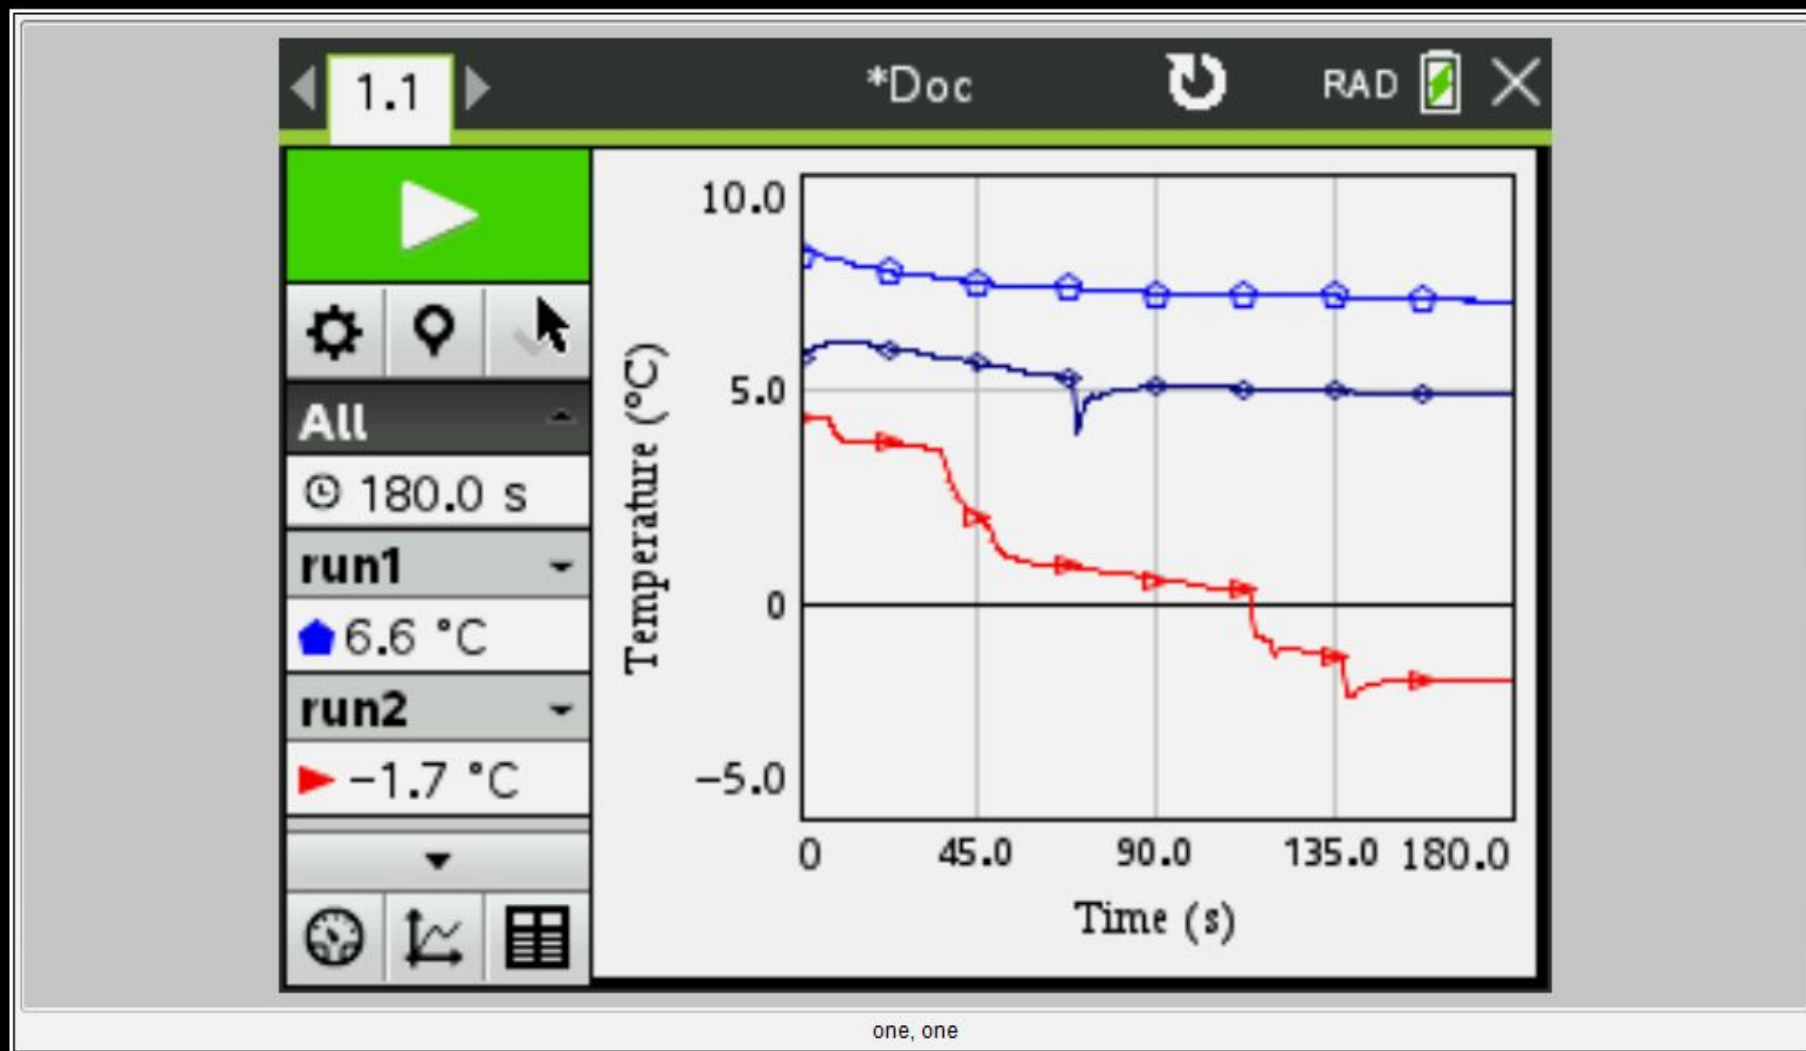 1.1 *Doc RAD
All
180.0 s
run1
6.6 °C
run2
−1.7 °C
Temperature (°C)
10.0
5.0
0
−5.0
0 45.0 90.0 135.0 180.0
Time (s)
one, one